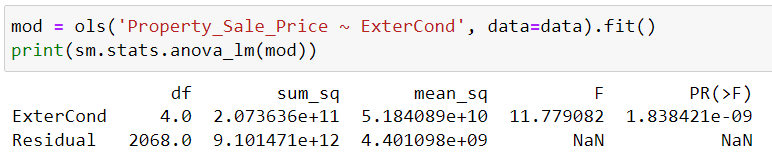 mod = ols('Property_Sale_Price ~ ExterCond', data=data).fit()
print(sm.stats.anova_lm(mod))
df sum_sq mean_sq F PR(>F)
ExterCond 4.0 2.073636e+11 5.184089e+10 11.779082 1.838421e-09
Residual 2068.0 9.101471e+12 4.401098e+09 NaN NaN